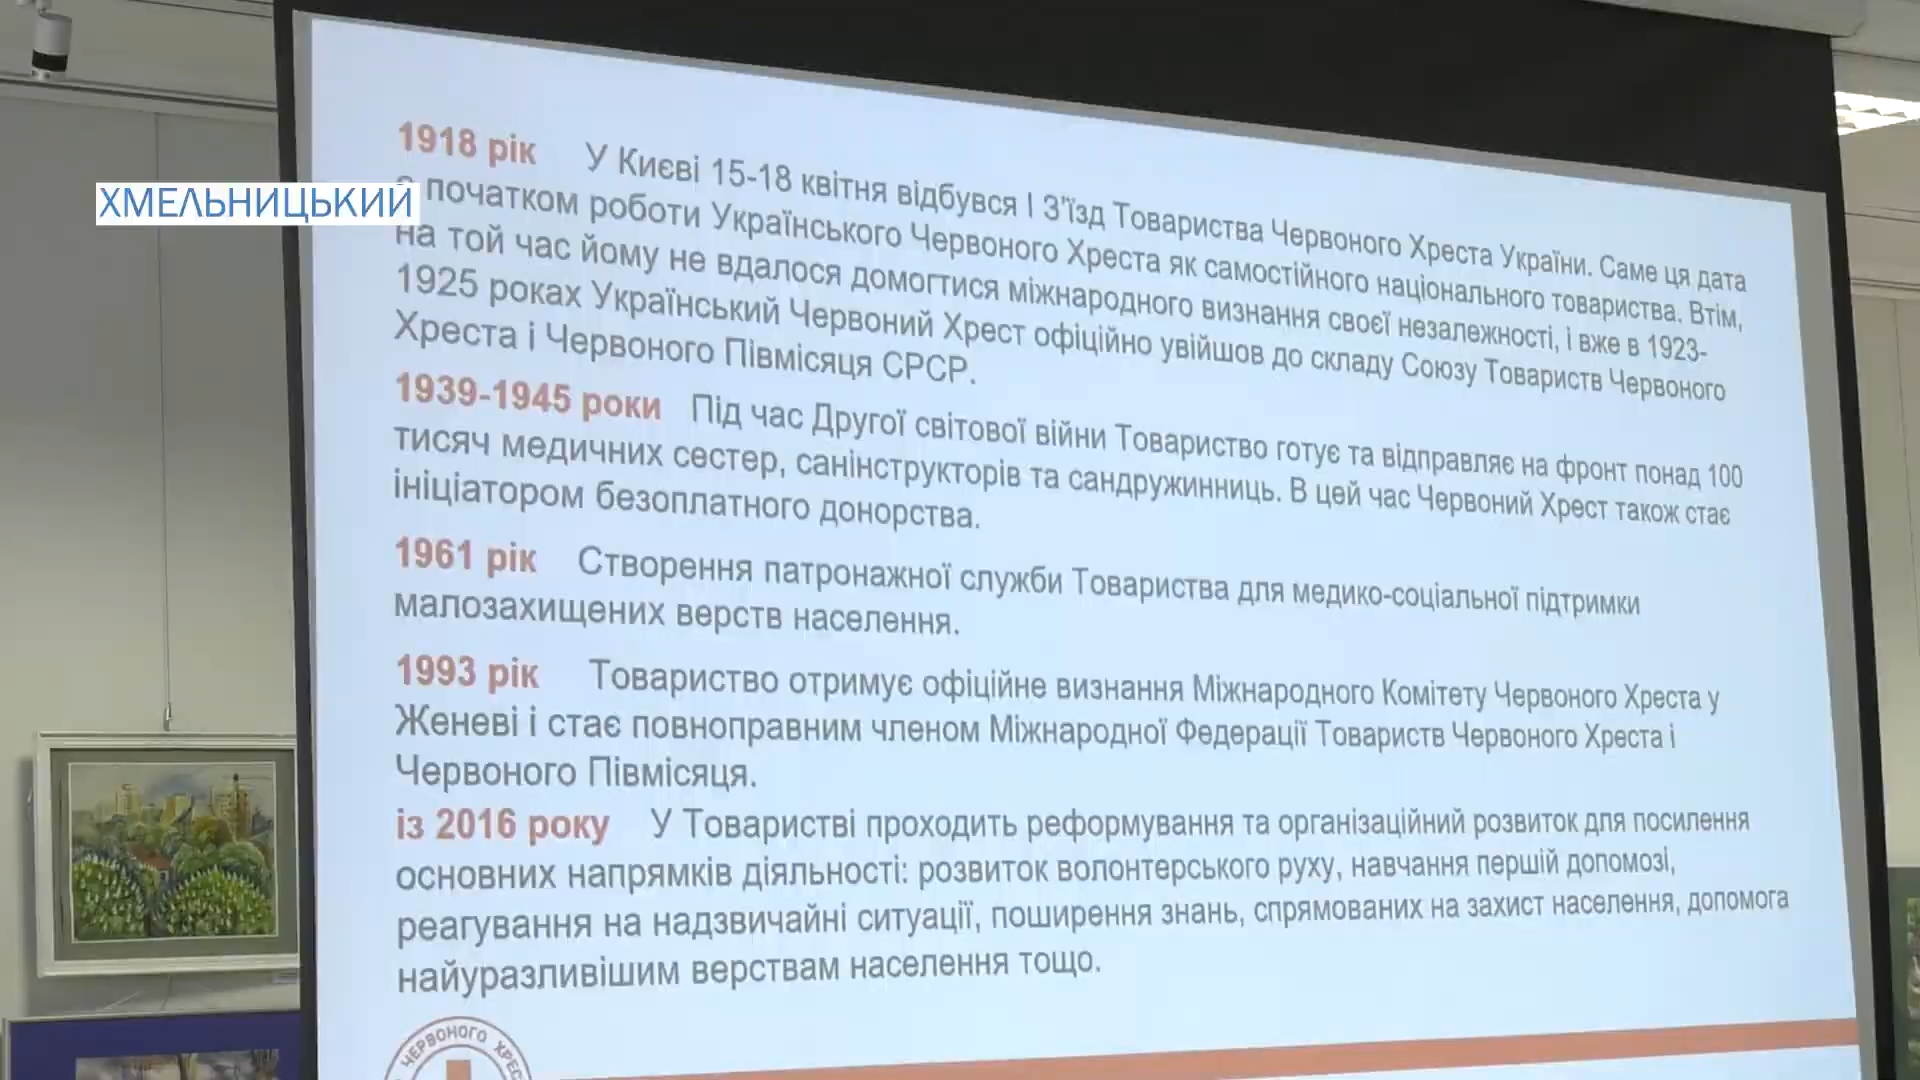 ХМЕЛЬНИЦЬКИЙ
1918 рік У Києві 15-18 квітня відбувся І З'їзд Товариства Червоного Хреста України. Саме ця дата
початком роботи Українського Червоного Хреста як самостійного національного товариства. Втім,
на той час йому не вдалося домогтися міжнародного визнання своєї незалежності, і вже в 1923-
1925 роках Український Червоний Хрест офіційно увійшов до складу Союзу Товариств Червоного
Хреста і Червоного Півмісяця СРСР.
1939-1945 роки Під час Другої світової війни Товариство готує та відправляє на фронт понад 100
тисяч медичних сестер, санінструкторів та сандружинниць. В цей час Червоний Хрест також стає
ініціатором безоплатного донорства.
1961 рік Створення патронажної служби Товариства для медико-соціальної підтримки
малозахищених верств населення.
1993 рік Товариство отримує офіційне визнання Міжнародного Комітету Червоного Хреста у
Женеві і стає повноправним членом Міжнародної Федерації Товариств Червоного Хреста і
Червоного Півмісяця.
із 2016 року У Товаристві проходить реформування та організаційний розвиток для посилення
основних напрямків діяльності: розвиток волонтерського руху, навчання першій допомозі,
реагування на надзвичайні ситуації, поширення знань, спрямованих на захист населення, допомога
найуразливішим верствам населення тощо.
ЧЕРВОНОГО